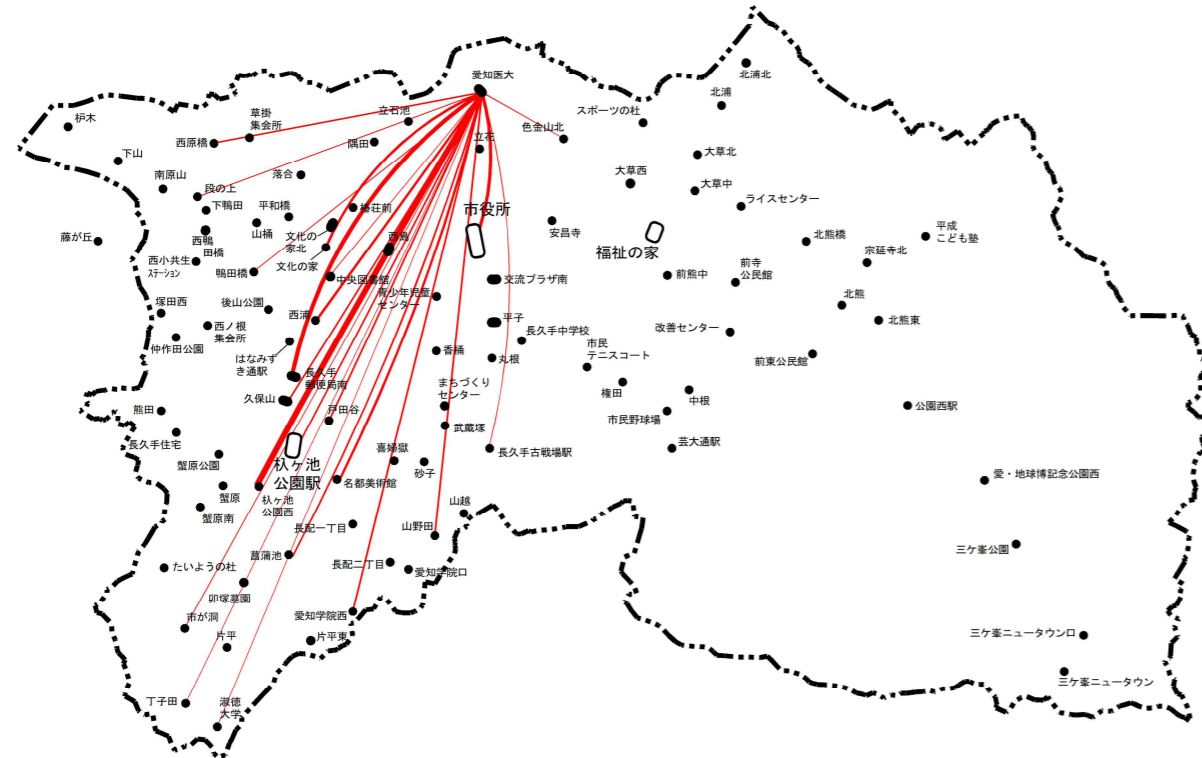 北浦北
愛知医大
北浦
スポーツの杜
立石池
草掛
集会所
色金山北
杁ヶ池
公園駅
市役所
福祉の家
栌木
西原橋
隅田
立花
下山
大草北
大草西
大草中
南原山
落合
段の上
下鴨田
平和橋
椿荘前
ライスセンター
山桶
文化の
家北
西島
安昌寺
平成
こども塾
藤が丘
西鴨
田橋
北熊橋
宗延寺北
文化の家
西小共生
ステーション
鴨田橋
中央図書館
交流プラザ南
前熊中
前寺
公民館
青少年児童
センター
塚田西
後山公園
西浦
平子
北熊
北熊東
西ノ根
集会所
長久手中学校
改善センター
仲作田公園
はなみず
き通駅
香桶
丸根
市民
テニスコート
前東公民館
長久手
郵便局南
久保山
まちづくり
センター
権田
中根
熊田
戸田谷
市民野球場
公園西駅
武蔵塚
長久手住宅
喜婦嶽
長久手古戦場駅
芸大通駅
蟹原公園
砂子
名都美術館
愛・地球博記念公園西
蟹原
杁ヶ池
公園西
蟹原南
山越
長配一丁目
山野田
三ケ峯公園
菖蒲池
たいようの杜
長配二丁目
愛知学院口
卯塚墓園
市が洞
愛知学院西
片平
片平東
三ケ峯ニュータウン口
三ケ峯ニュータウン
丁子田
淑徳
大学